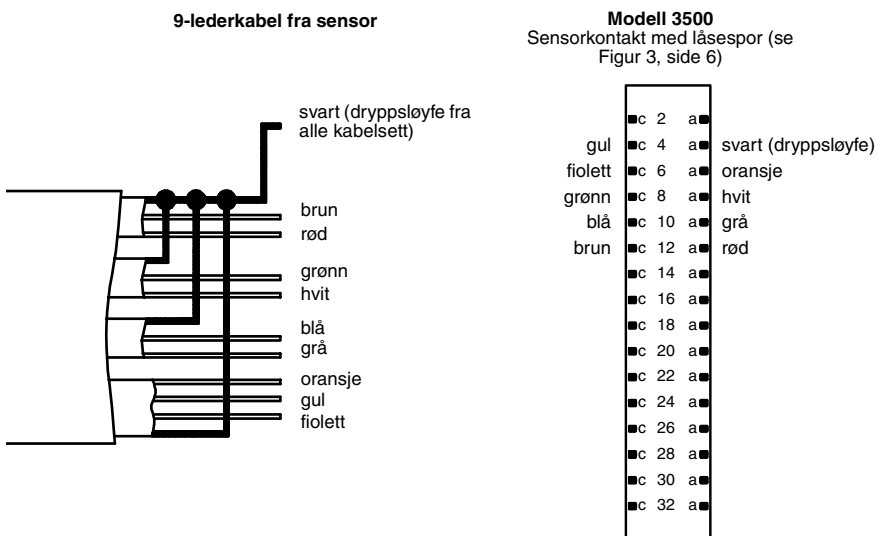 9-lederkabel fra sensor
svart (dryppsløyfe fra
alle kabelsett)
brun
rød
grønn
hvit
blå
grå
oransje
gul
fiolett
Modell 3500
Sensorkontakt med låsespor (se
Figur 3, side 6)
c 2 a
gul c 4 a svart (dryppsløyfe)
fiolett c 6 a oransje
grønn c 8 a hvit
blå c 10 a grå
brun c 12 a rød
c 14 a
c 16 a
c 18 a
c 20 a
c 22 a
c 24 a
c 26 a
c 28 a
c 30 a
c 32 a